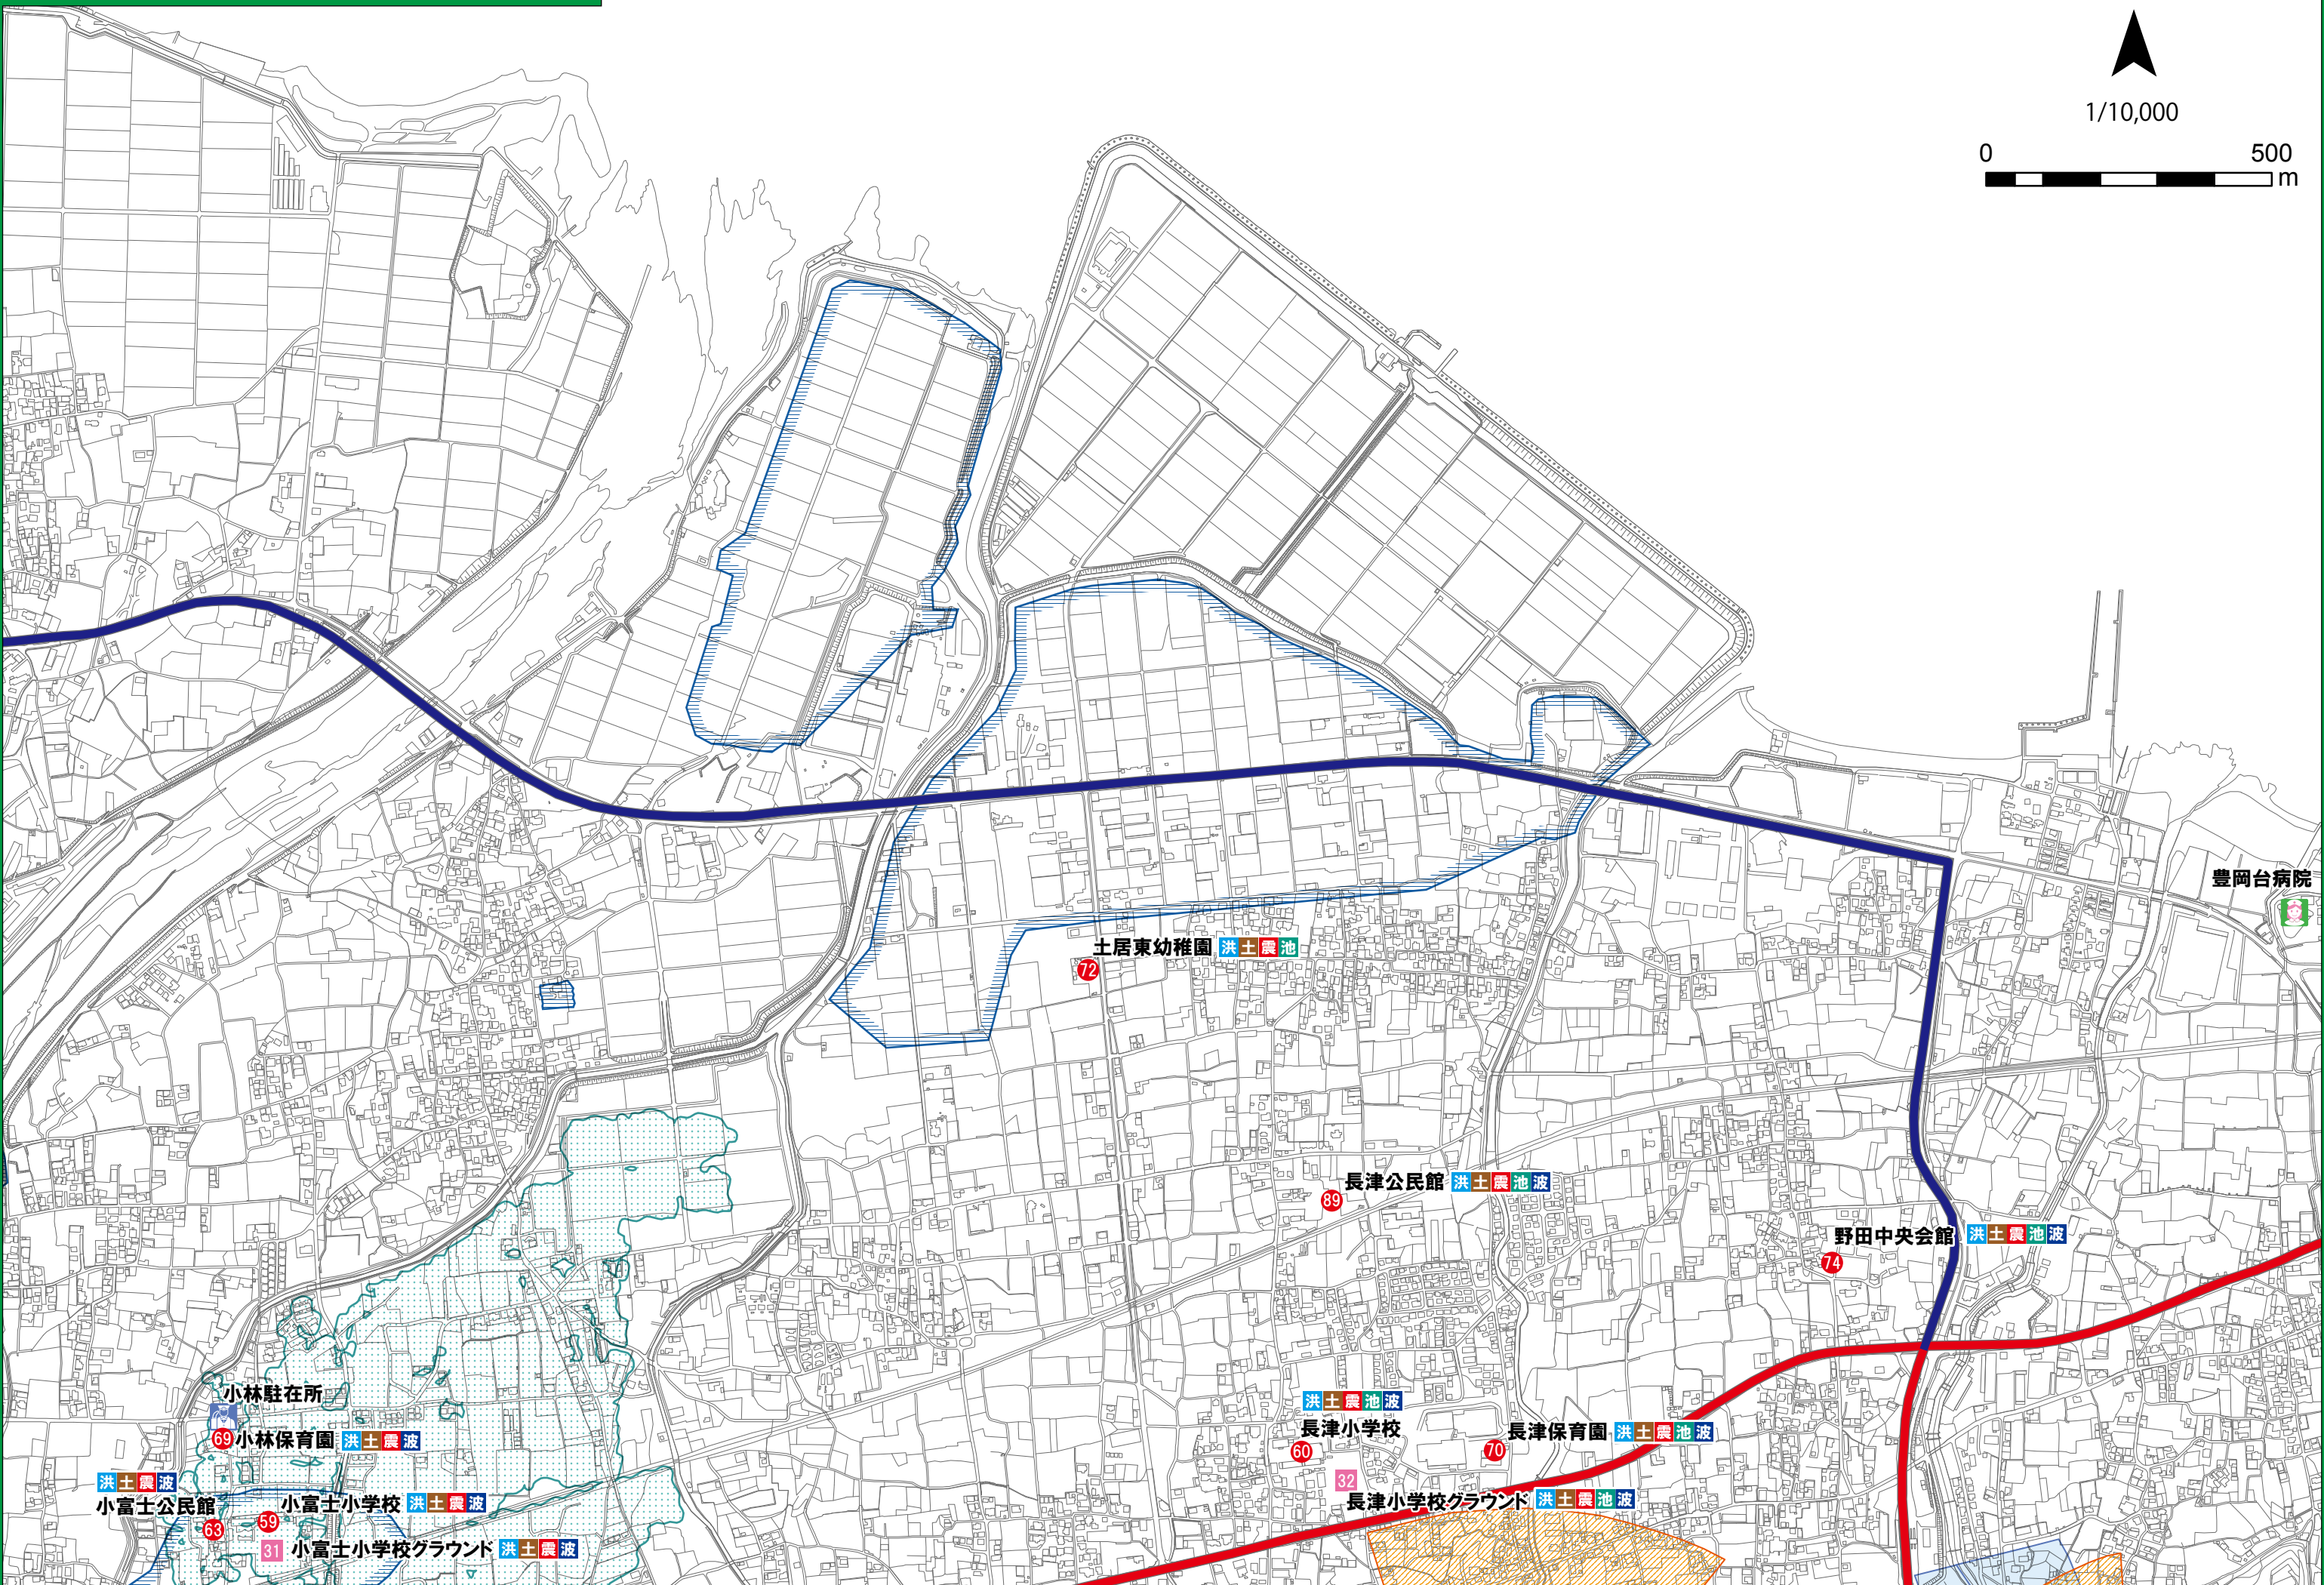 1/10,000
0 500
m
豊岡台病院
土居東幼稚園 洪土震池
72
長津公民館 洪土震池波
89
野田中央会館 洪土震池波
74
小林駐在所
69 小林保育園 洪土震波
洪土震池波
長津小学校
60
70 長津保育園 洪土震池波
32
長津小学校グラウンド 洪土震池波
洪土震波
小富士公民館
63
59 小富士小学校 洪土震波
31 小富士小学校グラウンド 洪土震波